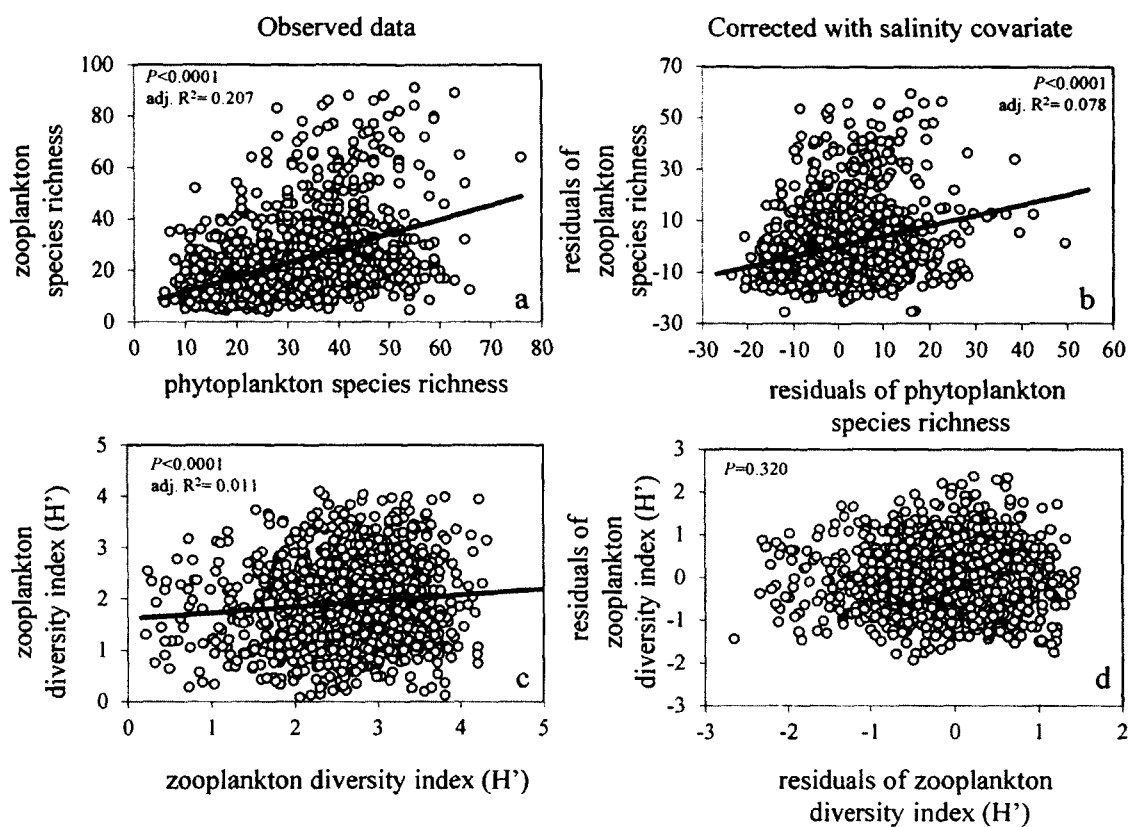 Observed data
Corrected with salinity covariate
100
80
60
40
20
0
zooplankton
species richness
P<0.0001
adj. R²= 0.207
a
0
10
20
30
40
50
60
70
80
phytoplankton species richness
70
50
30
10
-10
-30
residuals of
zooplankton
species richness
P<0.0001
adj. R²= 0.078
b
-30
-20
-10
0
10
20
30
40
50
60
residuals of phytoplankton
species richness
5
4
3
2
1
0
zooplankton
diversity index (H')
P<0.0001
adj. R²= 0.011
c
0
1
2
3
4
5
zooplankton diversity index (H')
3
2
1
0
-1
-2
-3
residuals of
zooplankton
diversity index (H')
P=0.320
d
-3
-2
-1
0
1
2
residuals of zooplankton
diversity index (H')